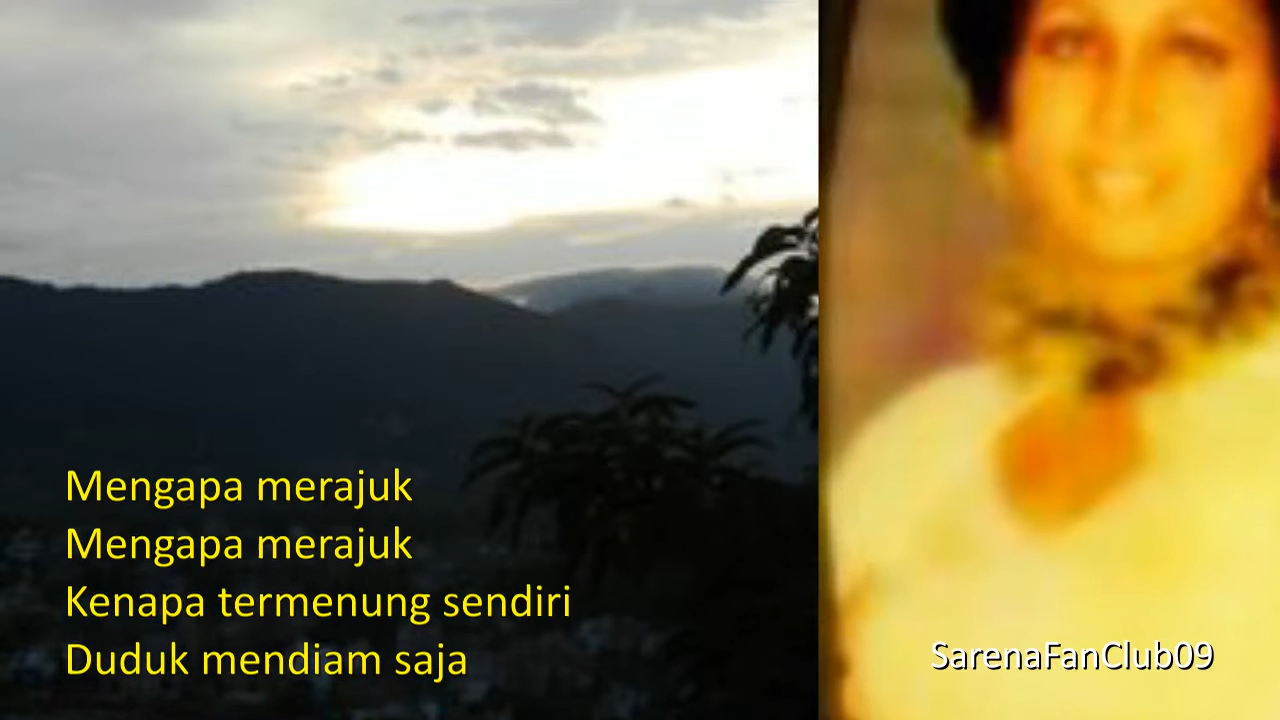 Mengapa merajuk
Mengapa merajuk
Kenapa termenung sendiri
Duduk mendiam saja
SarenaFanClub09